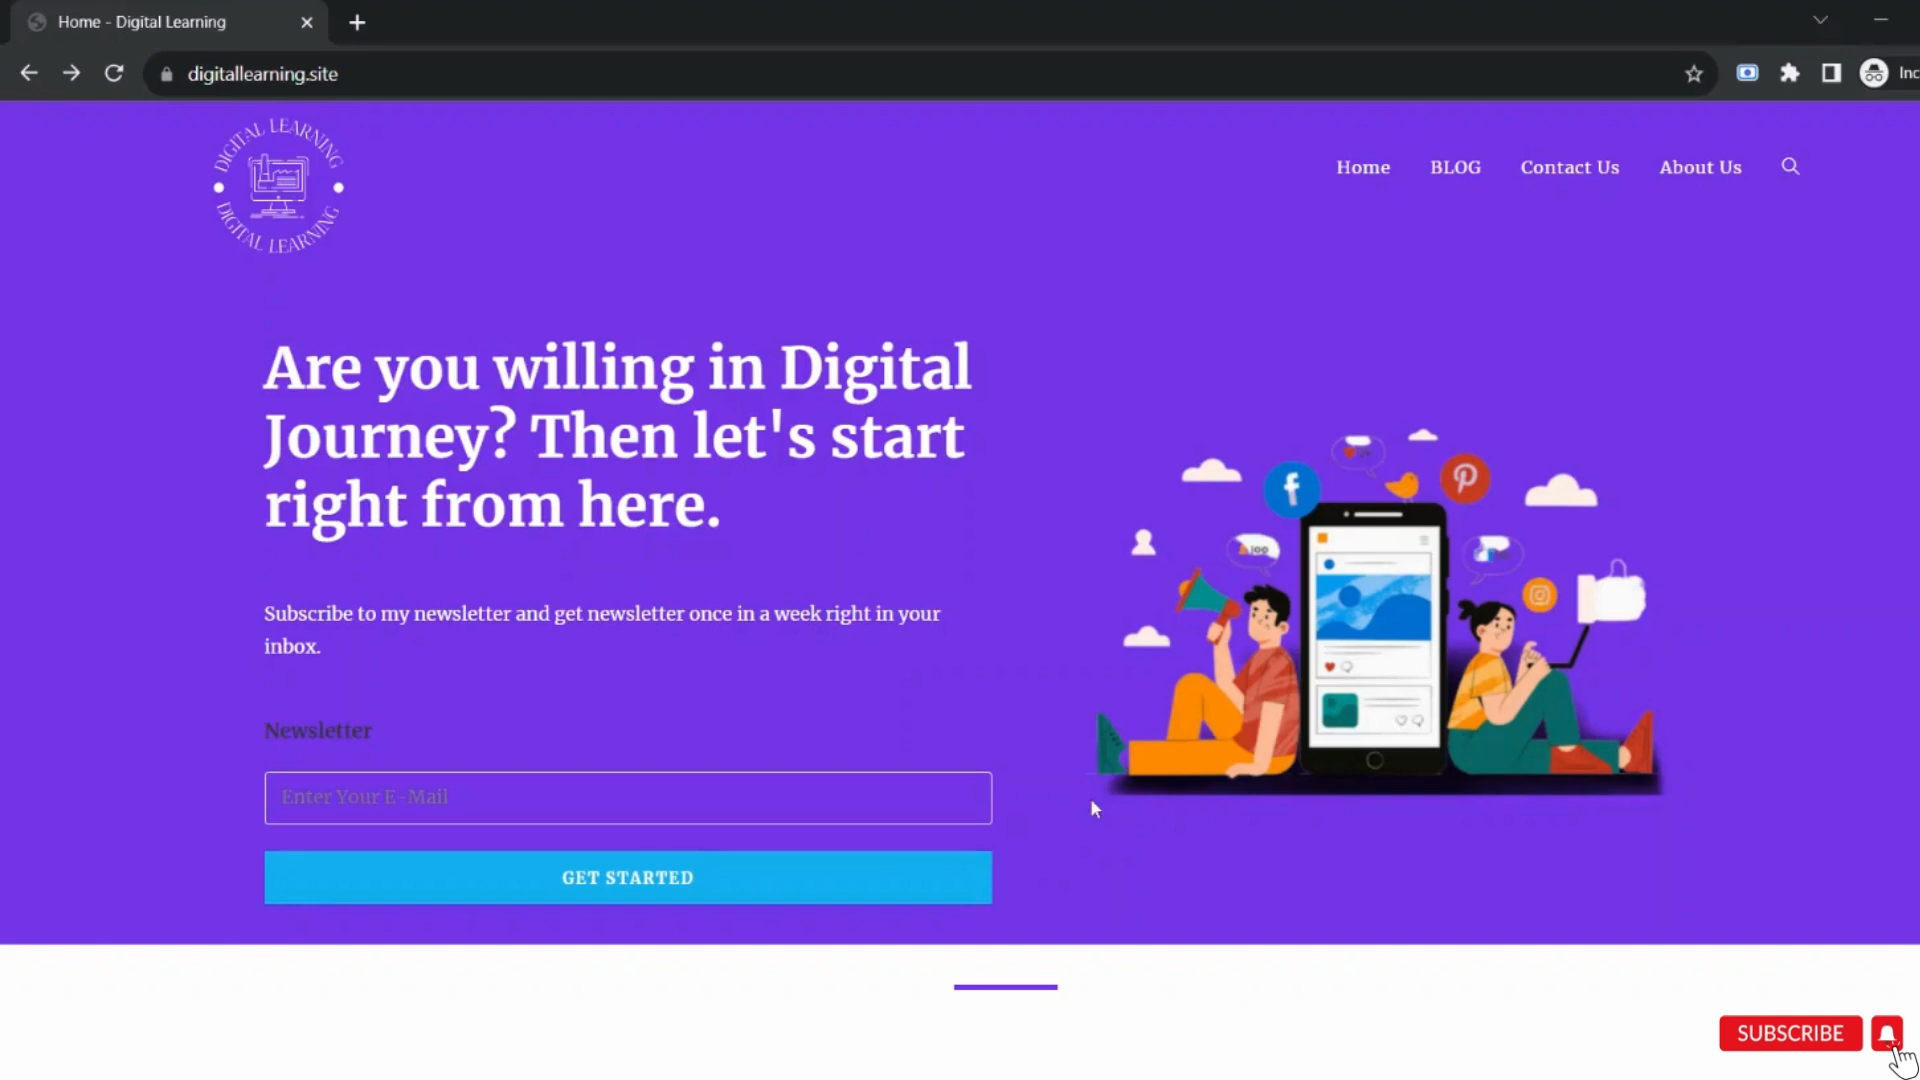 Home - Digital Learning
digitallearning.site
Inc
DIGITAL LEARNING
DIGITAL LEARNING
Home
BLOG
Contact Us
About Us
Are you willing in Digital
Journey? Then let's start
right from here.
Subscribe to my newsletter and get newsletter once in a week right in your
inbox.
Newsletter
Enter Your E-Mail
GET STARTED
SUBSCRIBE